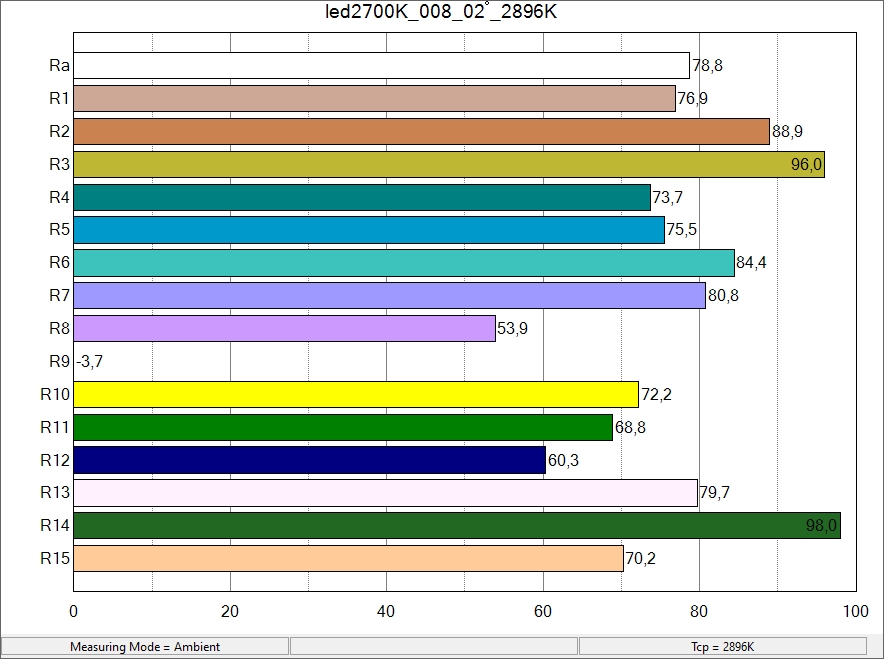 led2700K_008_02°_2896K
Ra 78,8
R1 76,9
R2 88,9
R3 96,0
R4 73,7
R5 75,5
R6 84,4
R7 80,8
R8 53,9
R9 -3,7
R10 72,2
R11 68,8
R12 60,3
R13 79,7
R14 98,0
R15 70,2
0 20 40 60 80 100
Measuring Mode = Ambient Tcp = 2896K